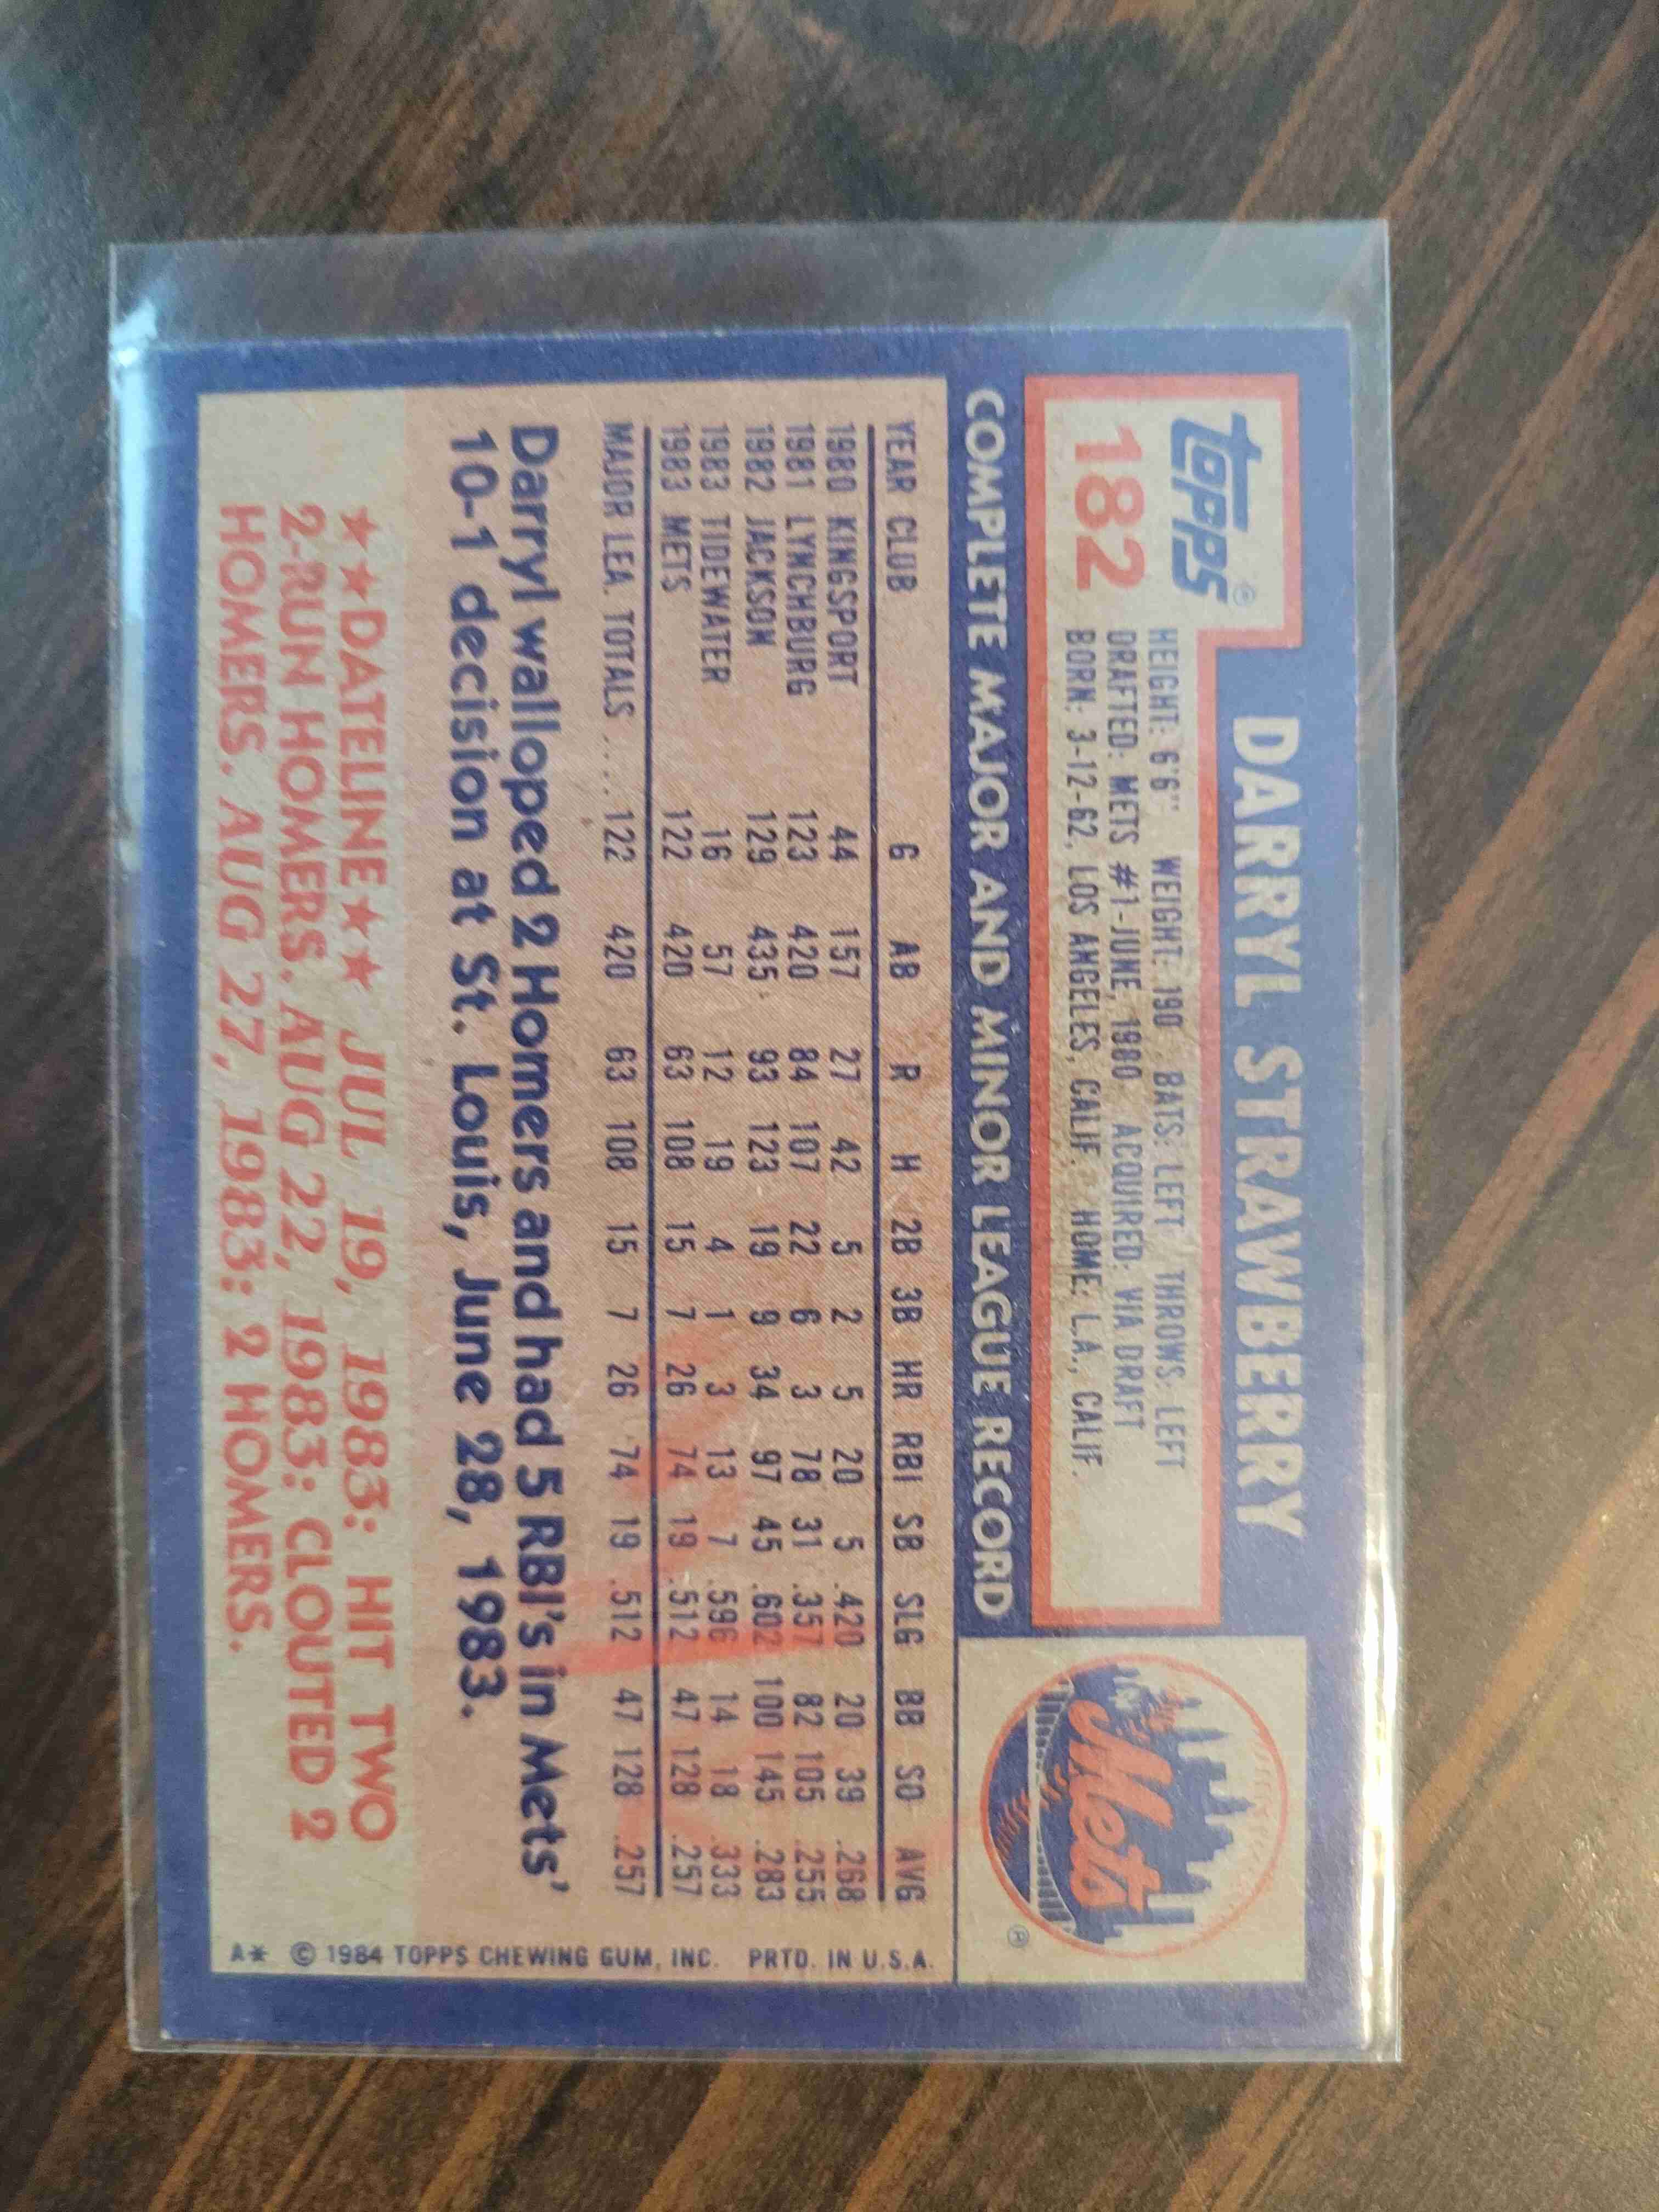 Topps®
182
DARRYL STRAWBERRY
HEIGHT: 6'6" WEIGHT: 190 BATS: LEFT THROWS: LEFT
DRAFTED: METS #1-JUNE, 1980 ACQUIRED: VIA DRAFT
BORN: 3-12-62, LOS ANGELES, CALIF. HOME: L.A., CALIF.
Mets
®
COMPLETE MAJOR AND MINOR LEAGUE RECORD
YEAR CLUB G AB R H 2B 3B HR RBI SB SLG BB SO AVG
1980 KINGSPORT 44 157 27 42 5 2 5 20 5 .420 20 39 .268
1981 LYNCHBURG 123 420 84 107 22 6 3 78 31 .357 82 105 .255
1982 JACKSON 129 435 93 123 19 9 34 97 45 .602 100 145 .283
1983 TIDEWATER 16 57 12 19 4 1 3 13 7 .596 14 18 .333
1983 METS 122 420 63 108 15 7 26 74 19 .512 47 128 .257
MAJOR LEA. TOTALS .... 122 420 63 108 15 7 26 74 19 .512 47 128 .257
Darryl walloped 2 Homers and had 5 RBI's in Mets'
10-1 decision at St. Louis, June 28, 1983.
★★DATELINE★★ JUL 19, 1983: HIT TWO
2-RUN HOMERS. AUG 22, 1983: CLOUTED 2
HOMERS. AUG 27, 1983: 2 HOMERS.
A* © 1984 TOPPS CHEWING GUM, INC. PRTD. IN U.S.A.